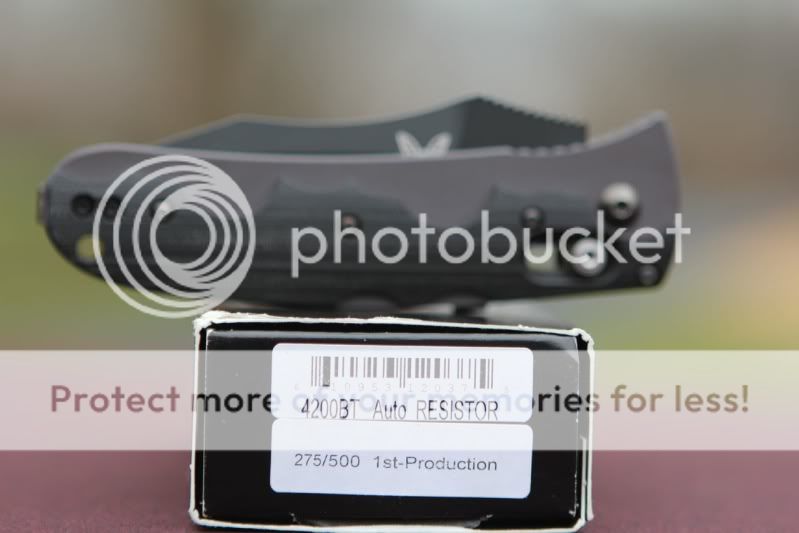 photobucket
4200BT Auto RESISTOR
Protect more of your memories for less!
275/500 1st-Production